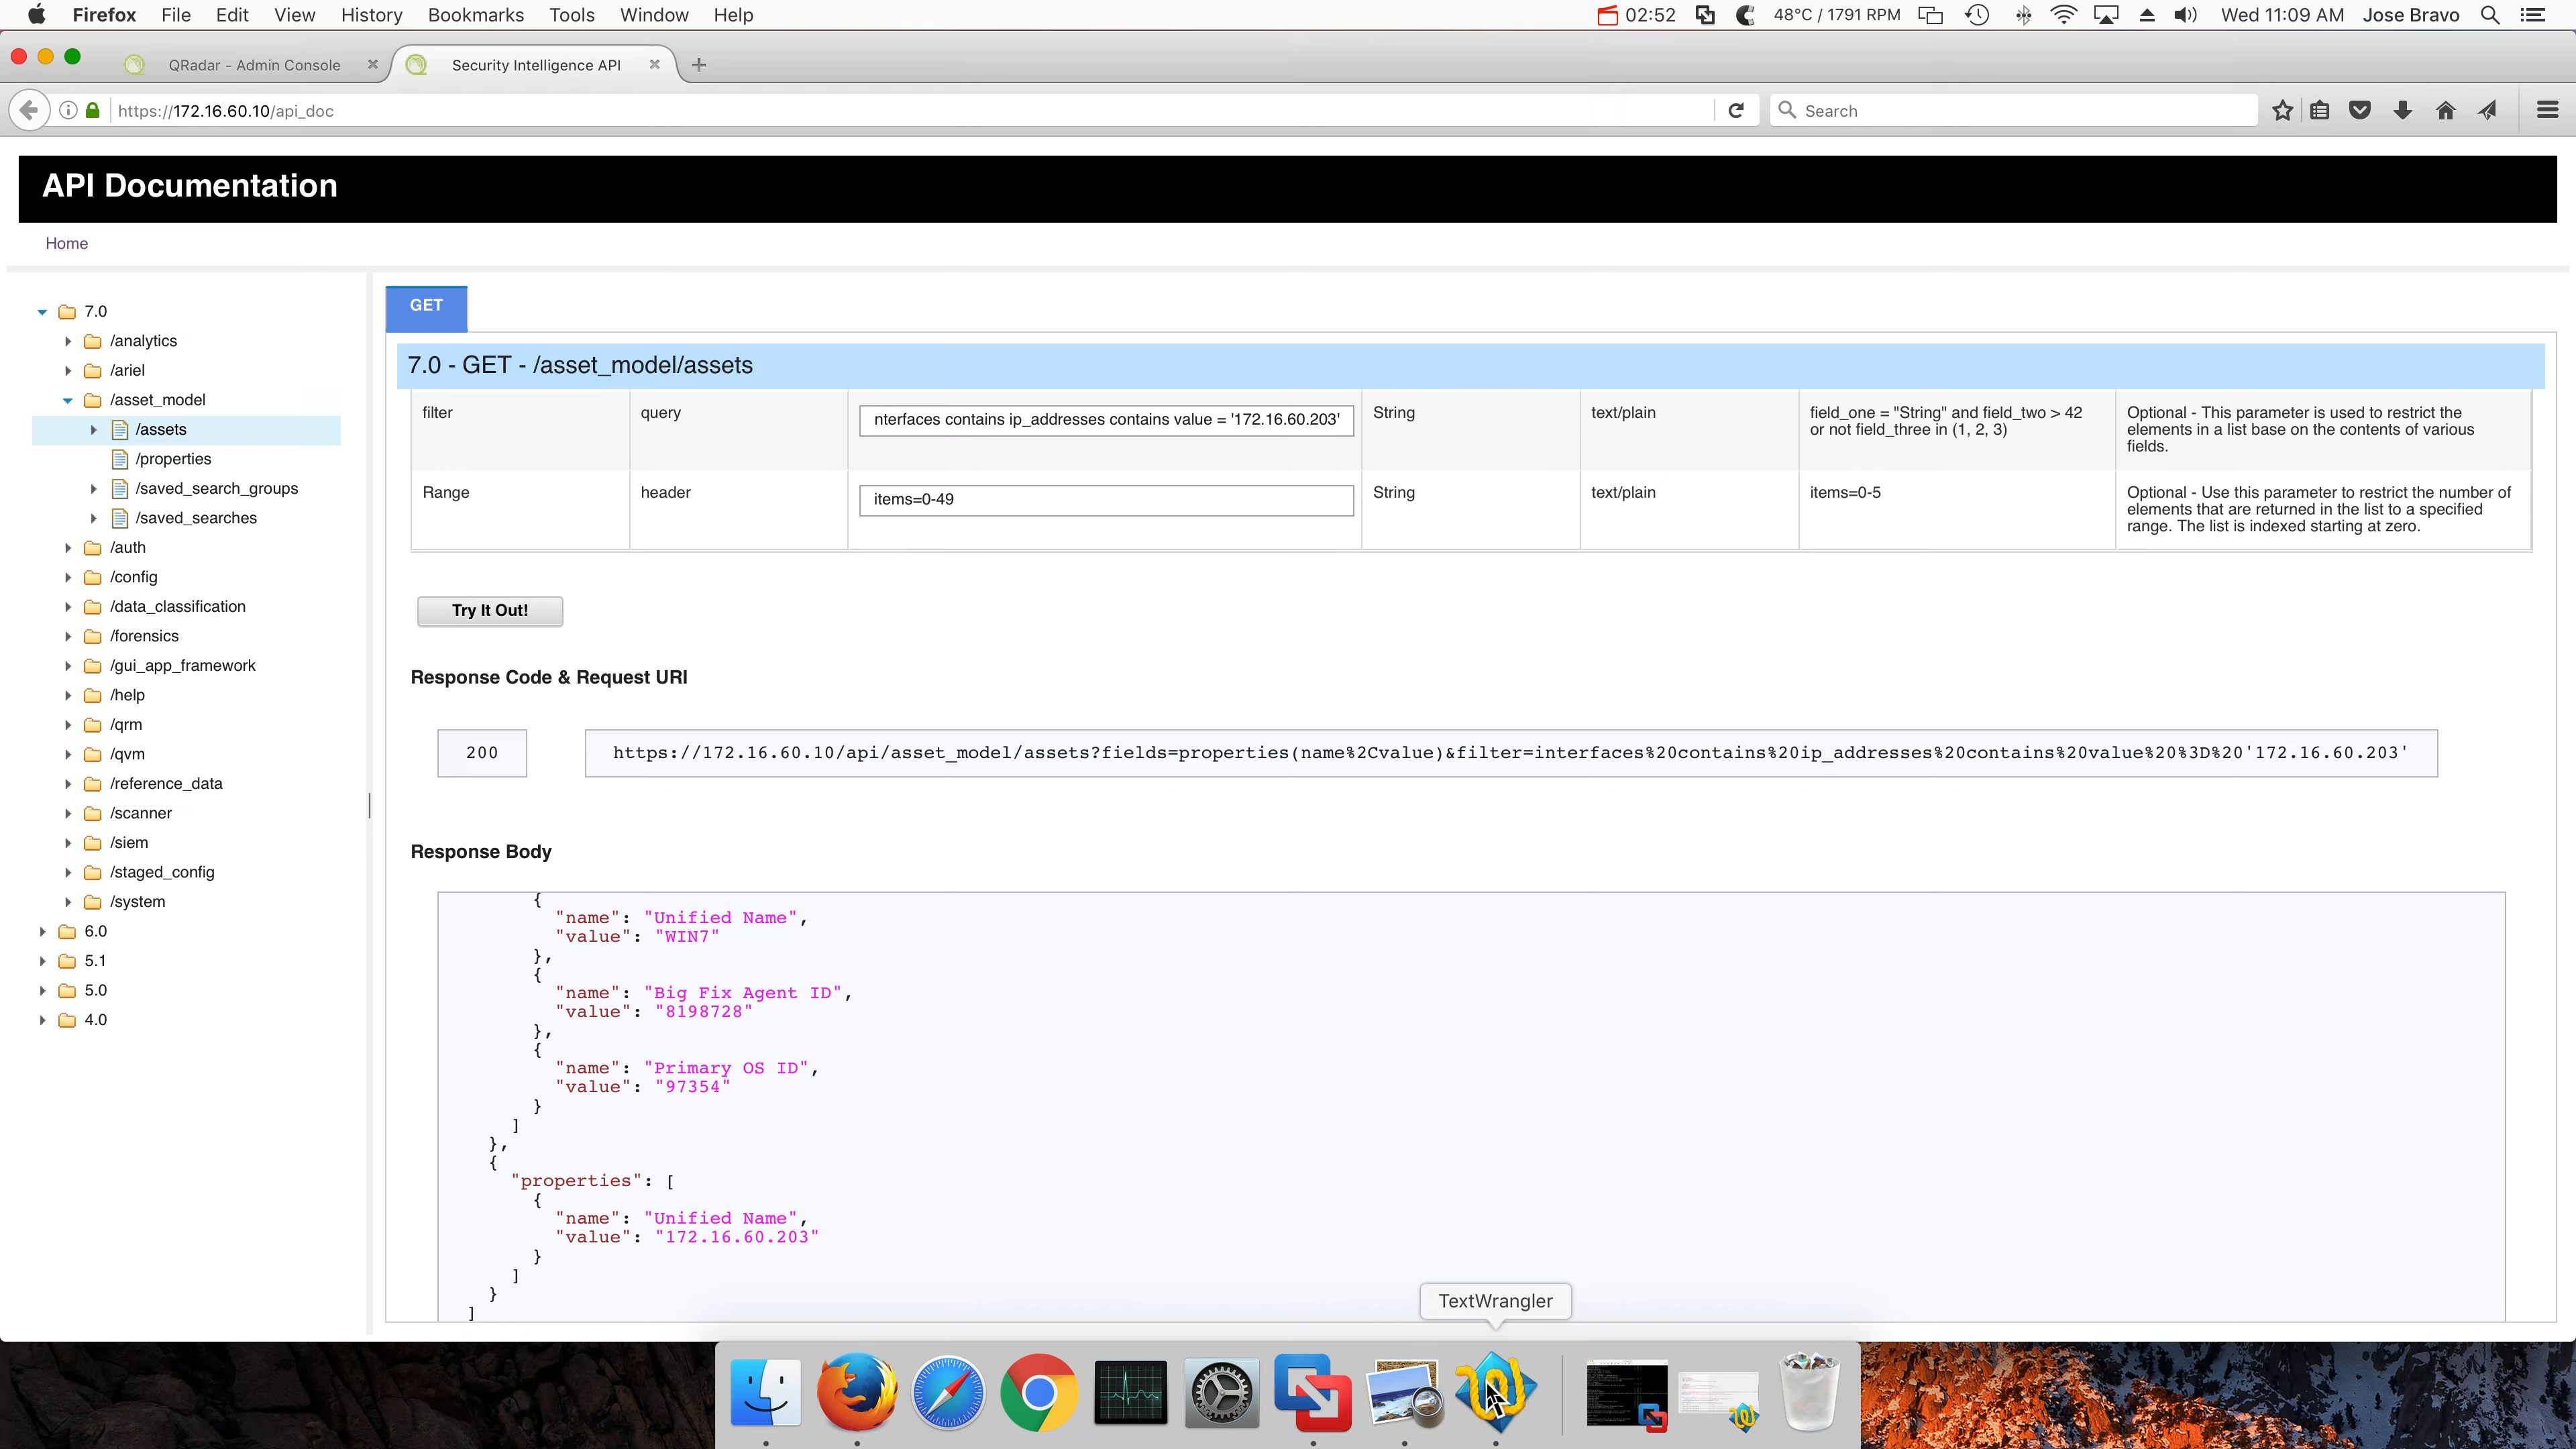 Firefox File Edit View History Bookmarks Tools Window Help 02:52 48°C / 1791 RPM Wed 11:09 AM Jose Bravo
QRadar - Admin Console Security Intelligence API
https://172.16.60.10/api_doc Search
API Documentation
Home
7.0
/analytics
/ariel
/asset_model
/assets
/properties
/saved_search_groups
/saved_searches
/auth
/config
/data_classification
/forensics
/gui_app_framework
/help
/qrm
/qvm
/reference_data
/scanner
/siem
/staged_config
/system
6.0
5.1
5.0
4.0
GET
7.0 - GET - /asset_model/assets
filter query nterfaces contains ip_addresses contains value = '172.16.60.203' String text/plain field_one = "String" and field_two > 42 Optional - This parameter is used to restrict the
or not field_three in (1, 2, 3) elements in a list base on the contents of various
fields.
Range header items=0-49 String text/plain items=0-5 Optional - Use this parameter to restrict the number of
elements that are returned in the list to a specified
range. The list is indexed starting at zero.
Try It Out!
Response Code & Request URI
200 https://172.16.60.10/api/asset_model/assets?fields=properties(name%2Cvalue)&filter=interfaces%20contains%20ip_addresses%20contains%20value%20%3D%20'172.16.60.203'
Response Body
{
"name": "Unified Name",
"value": "WIN7"
},
{
"name": "Big Fix Agent ID",
"value": "8198728"
},
{
"name": "Primary OS ID",
"value": "97354"
}
]
},
{
"properties": [
{
"name": "Unified Name",
"value": "172.16.60.203"
}
]
}
]
TextWrangler